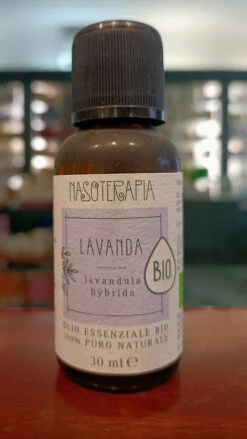 NASOTERAPIA
LAVANDA
BIO
lavandula
hybrida
OLIO ESSENZIALE BIO
100% PURO NATURALE
30 ml ℮